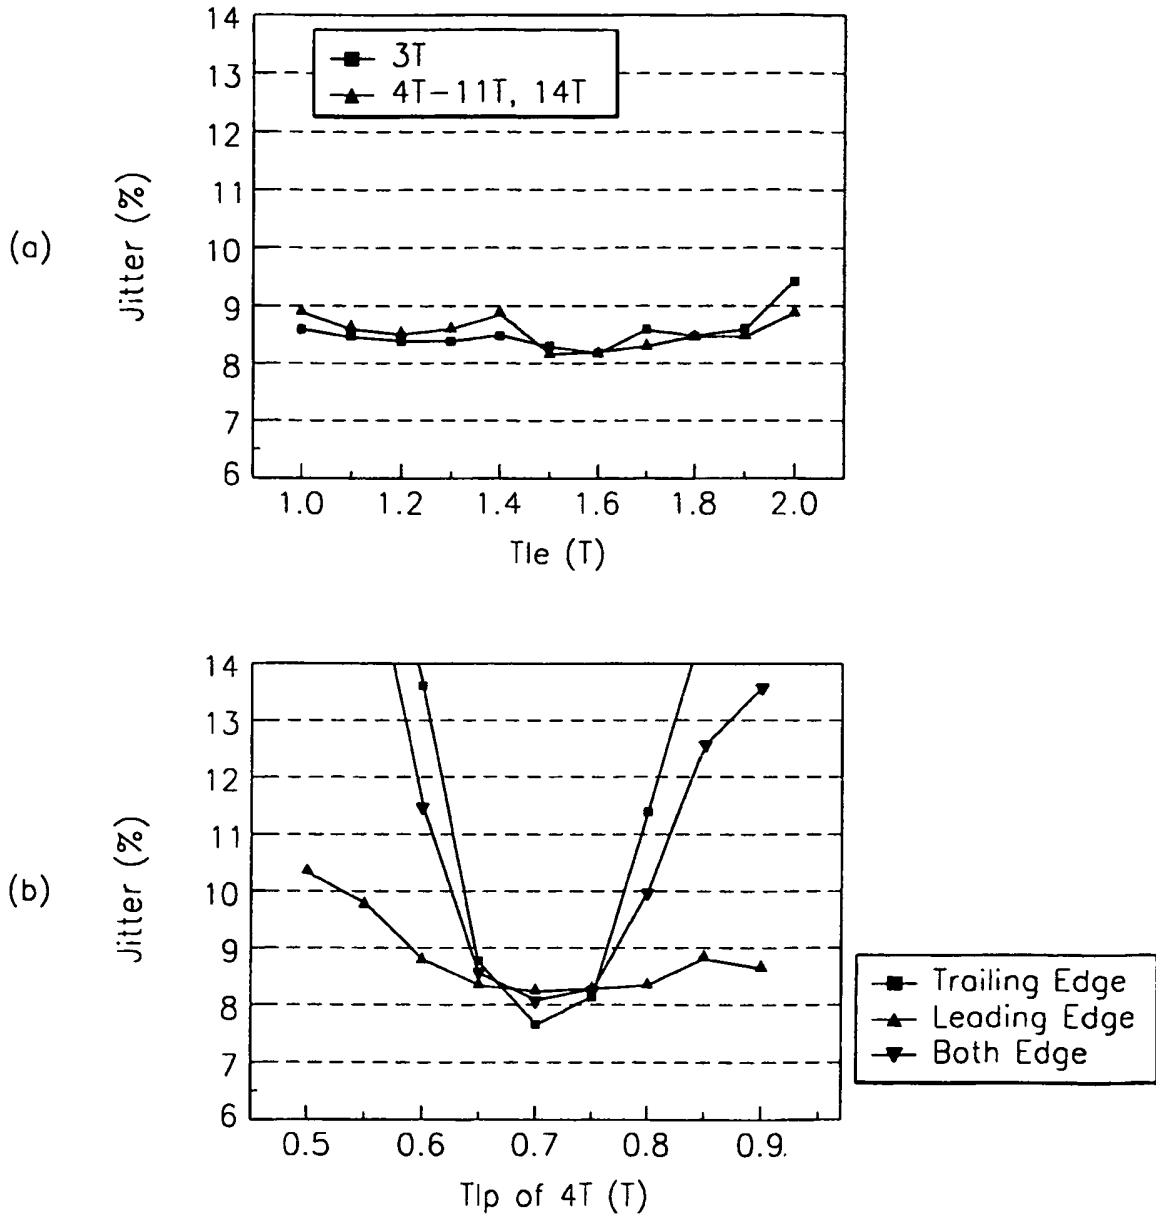 (a)
Jitter (%)
14
13
12
11
10
9
8
7
6
3T
4T-11T, 14T
1.0 1.2 1.4 1.6 1.8 2.0
Tle (T)
(b)
Jitter (%)
14
13
12
11
10
9
8
7
6
0.5 0.6 0.7 0.8 0.9
Tlp of 4T (T)
Trailing Edge
Leading Edge
Both Edge